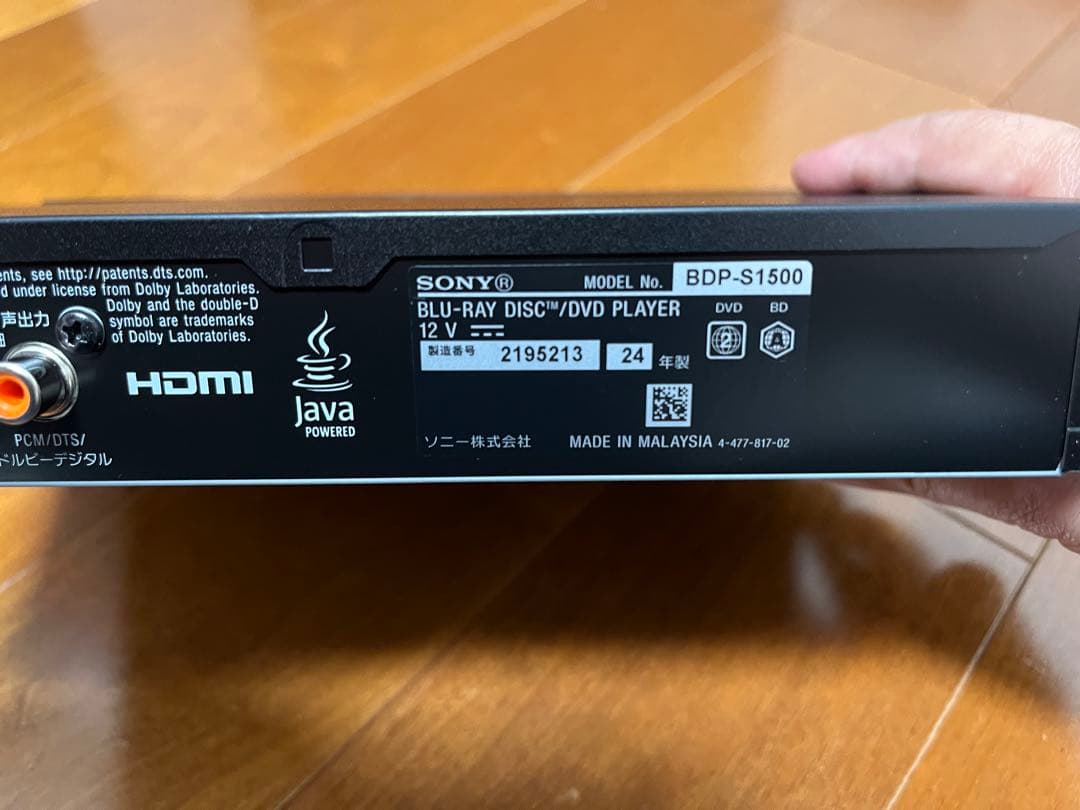 ents, see http://patents.dts.com.
d under license from Dolby Laboratories.
Dolby and the double-D
symbol are trademarks
of Dolby Laboratories.
声出力
軸
HDMI
PCM/DTS/
ドルビーデジタル
Java
POWERED
SONY® MODEL No. BDP-S1500
BLU-RAY DISC™/DVD PLAYER
12 V
DVD BD
2 A
製造番号 2195213 24 年製
ソニー株式会社 MADE IN MALAYSIA 4-477-817-02